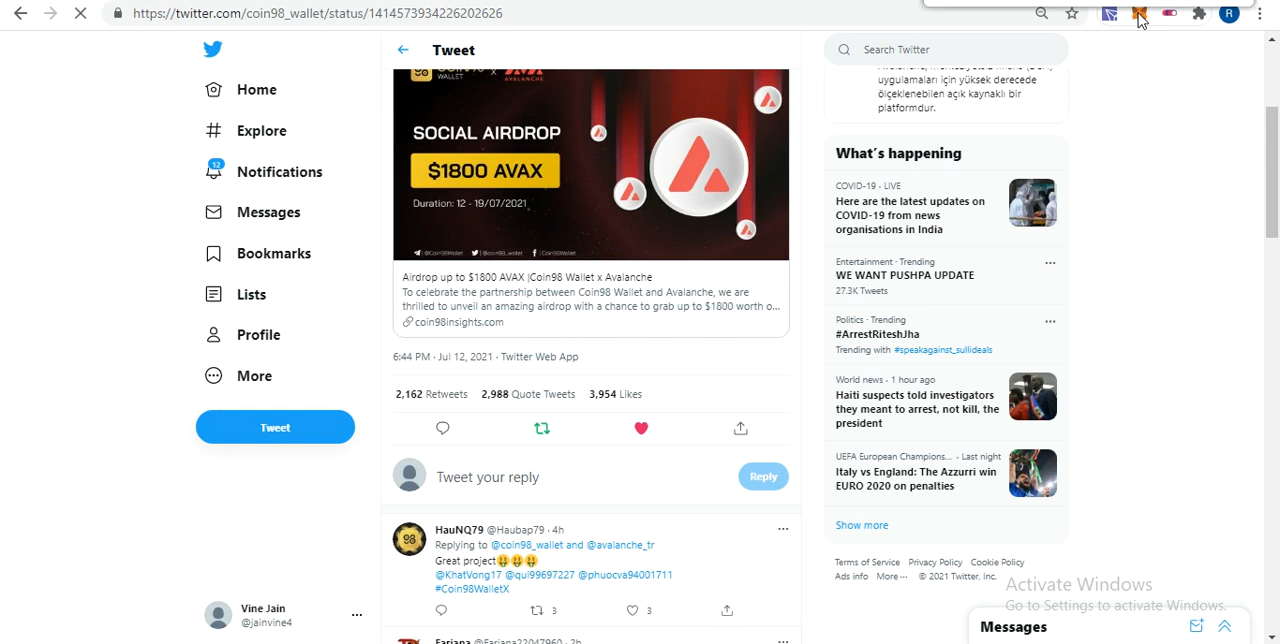 https://twitter.com/coin98_wallet/status/1414573934226202626
R
Home
Explore
12
Notifications
Messages
Bookmarks
Lists
Profile
More
Tweet
Vine Jain
@jainvine4
Tweet
WALLET x AVALANCHE
SOCIAL AIRDROP
$1800 AVAX
Duration: 12 - 19/07/2021
@Coin98Wallet @coin98_wallet Coin98Wallet
Airdrop up to $1800 AVAX |Coin98 Wallet x Avalanche
To celebrate the partnership between Coin98 Wallet and Avalanche, we are
thrilled to unveil an amazing airdrop with a chance to grab up to $1800 worth o...
coin98insights.com
6:44 PM · Jul 12, 2021 · Twitter Web App
2,162 Retweets 2,988 Quote Tweets 3,954 Likes
Tweet your reply
Reply
98
HauNQ79 @Haubap79 · 4h
Replying to @coin98_wallet and @avalanche_tr
Great project🤑🤑🤑
@KhatVong17 @qui99697227 @phuocva94001711
#Coin98WalletX
3 3
Fariana @Fariana22047960 · 2h
Search Twitter
uygulamaları için yüksek derecede
ölçeklenebilen açık kaynaklı bir
platformdur.
What's happening
COVID-19 · LIVE
Here are the latest updates on
COVID-19 from news
organisations in India
Entertainment · Trending
WE WANT PUSHPA UPDATE
27.3K Tweets
Politics · Trending
#ArrestRiteshJha
Trending with #speakagainst_sullideals
World news · 1 hour ago
Haiti suspects told investigators
they meant to arrest, not kill, the
president
UEFA European Champions... · Last night
Italy vs England: The Azzurri win
EURO 2020 on penalties
Show more
Terms of Service Privacy Policy Cookie Policy
Ads info More ··· © 2021 Twitter, Inc.
Activate Windows
Go to Settings to activate Windows.
Messages